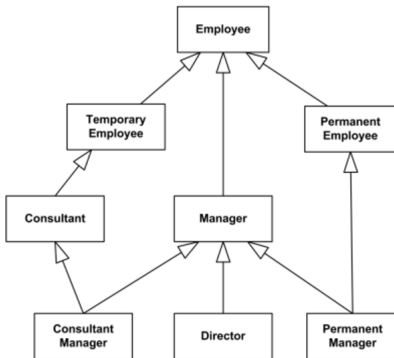 Employee
Temporary
Employee
Permanent
Employee
Consultant
Manager
Consultant
Manager
Director
Permanent
Manager